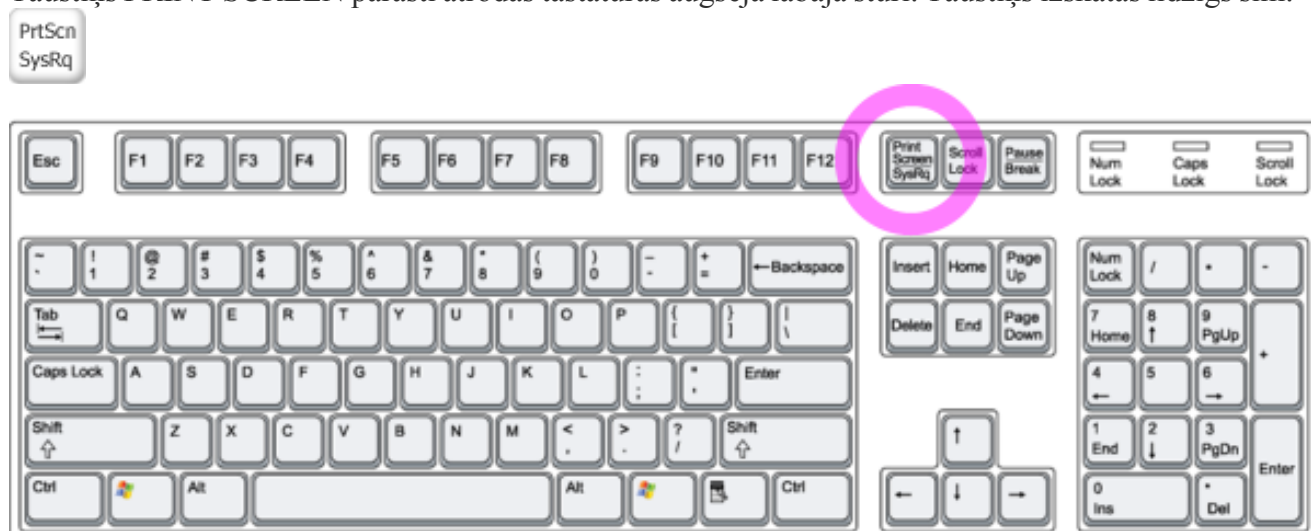 Taustiņš PRINT SCREEN parasti atrodas tastatūras augšējā labajā stūrī. Taustiņš izskatās līdzīgs šim:
PrtScn
SysRq
Esc F1 F2 F3 F4 F5 F6 F7 F8 F9 F10 F11 F12 Print Screen SysRq Scroll Lock Pause Break Num Lock Caps Lock Scroll Lock
~ ` ! 1 @ 2 # 3 $ 4 % 5 ^ 6 & 7 * 8 ( 9 ) 0 _ - + = ←Backspace Insert Home Page Up Num Lock / * -
Tab Q W E R T Y U I O P { [ } ] | \ Delete End Page Down 7 Home 8 ↑ 9 PgUp +
Caps Lock A S D F G H J K L : ; " ' Enter 4 ← 5 6 →
Shift Z X C V B N M < , > . ? / Shift ↑ 1 End 2 ↓ 3 PgDn Enter
Ctrl Alt Alt Ctrl ← ↓ → 0 Ins . Del